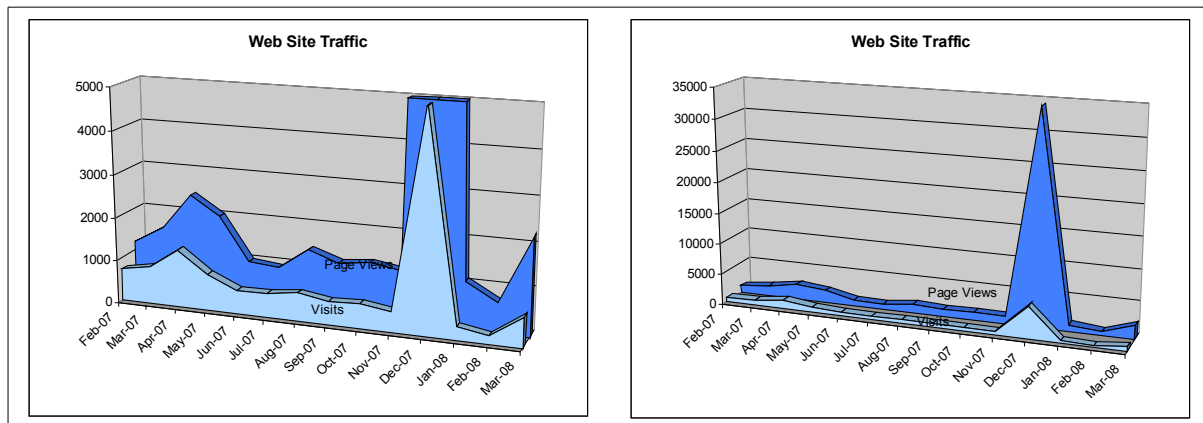 Web Site Traffic
5000
4000
3000
2000
1000
0
Page Views
Visits
Feb-07
Mar-07
Apr-07
May-07
Jun-07
Jul-07
Aug-07
Sep-07
Oct-07
Nov-07
Dec-07
Jan-08
Feb-08
Mar-08
Web Site Traffic
35000
30000
25000
20000
15000
10000
5000
0
Page Views
Visits
Feb-07
Mar-07
Apr-07
May-07
Jun-07
Jul-07
Aug-07
Sep-07
Oct-07
Nov-07
Dec-07
Jan-08
Feb-08
Mar-08